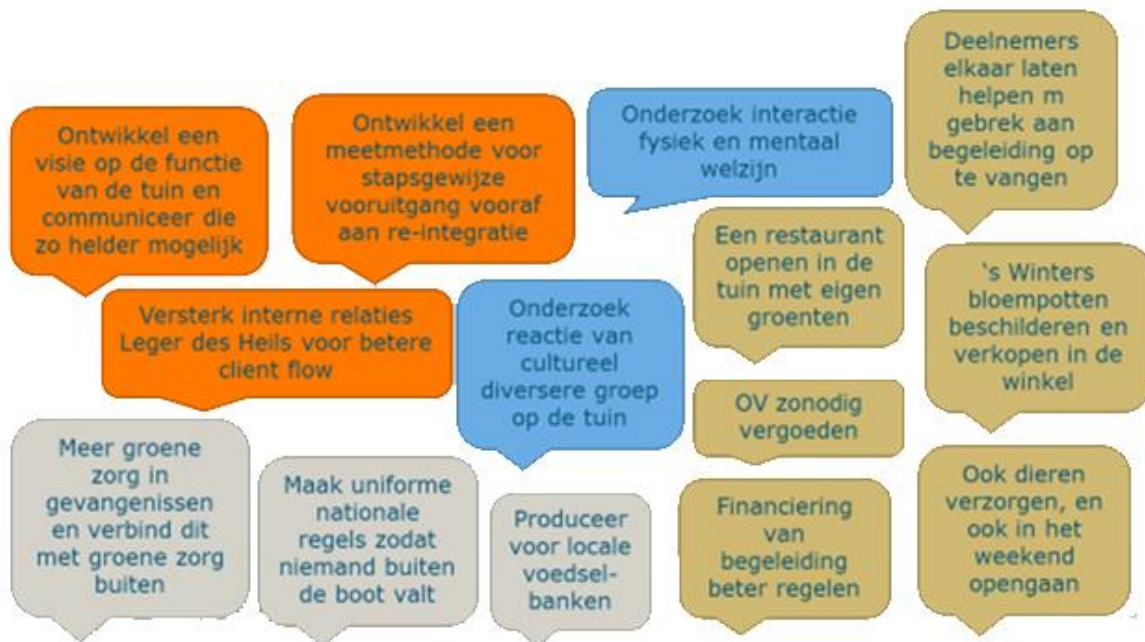 Ontwikkel een
visie op de functie
van de tuin en
communiceer die
zo helder mogelijk
Ontwikkel een
meetmethode voor
stapsgewijze
vooruitgang vooraf
aan re-integratie
Onderzoek interactie
fysiek en mentaal
welzijn
Deelnemers
elkaar laten
helpen m
gebrek aan
begeleiding op
te vangen
Versterk interne relaties
Leger des Heils voor betere
client flow
Onderzoek
reactie van
cultureel
diversere groep
op de tuin
Een restaurant
openen in de
tuin met eigen
groenten
‘s Winters
bloempotten
beschilderen en
verkopen in de
winkel
OV zonodig
vergoeden
Meer groene
zorg in
gevangenissen
en verbind dit
met groene zorg
buiten
Maak uniforme
nationale
regels zodat
niemand buiten
de boot valt
Produceer
voor locale
voedsel-
banken
Financiering
van
begeleiding
beter regelen
Ook dieren
verzorgen, en
ook in het
weekend
opengaan